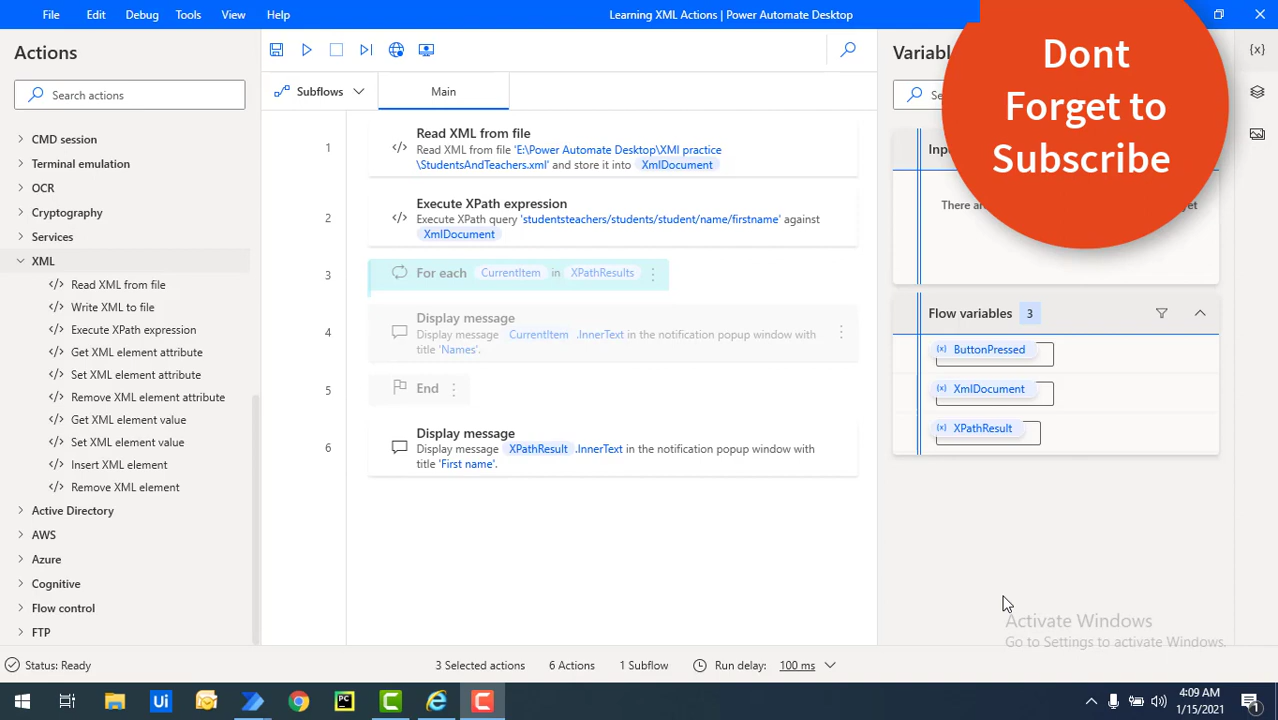 File Edit Debug Tools View Help
Learning XML Actions | Power Automate Desktop
Actions
Search actions
CMD session
Terminal emulation
OCR
Cryptography
Services
XML
Read XML from file
Write XML to file
Execute XPath expression
Get XML element attribute
Set XML element attribute
Remove XML element attribute
Get XML element value
Set XML element value
Insert XML element
Remove XML element
Active Directory
AWS
Azure
Cognitive
Flow control
FTP
Subflows
Main
1
Read XML from file
Read XML from file 'E:\Power Automate Desktop\XMl practice
\StudentsAndTeachers.xml' and store it into XmlDocument
2
Execute XPath expression
Execute XPath query 'studentsteachers/students/student/name/firstname' against
XmlDocument
3
For each CurrentItem in XPathResults
4
Display message
Display message CurrentItem .InnerText in the notification popup window with
title 'Names'.
5
End
6
Display message
Display message XPathResult .InnerText in the notification popup window with
title 'First name'.
{x}
Dont
Forget to
Subscribe
There are
Flow variables 3
(x) ButtonPressed
(x) XmlDocument
(x) XPathResult
Activate Windows
Go to Settings to activate Windows.
Status: Ready
3 Selected actions
6 Actions
1 Subflow
Run delay: 100 ms
Ui
PC
4:09 AM
1/15/2021
1